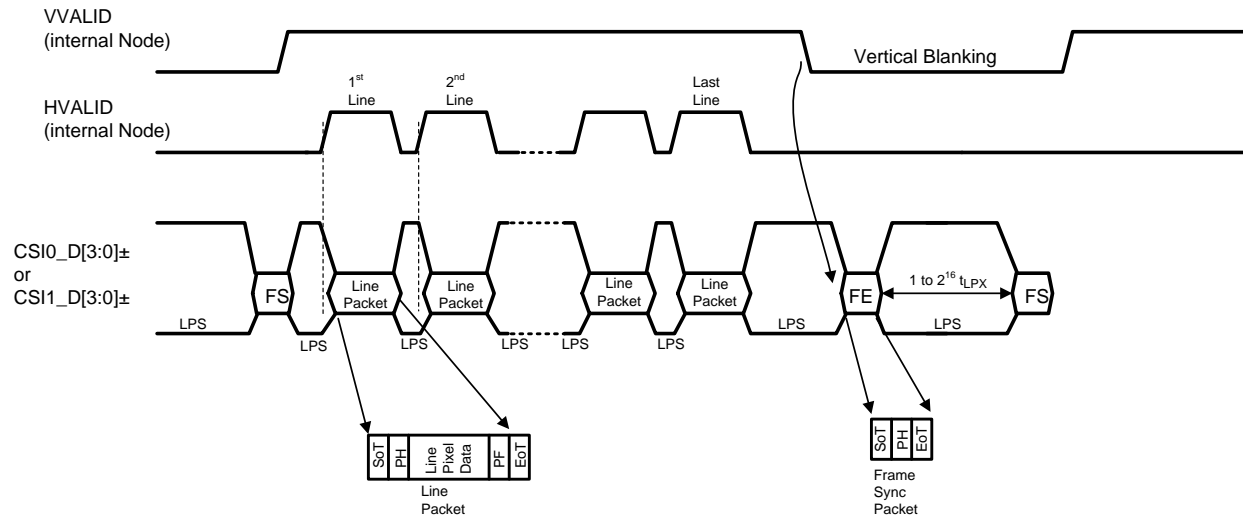 VVALID
(internal Node)
Vertical Blanking
1st
Line
2nd
Line
Last
Line
HVALID
(internal Node)
CSI0_D[3:0]±
or
CSI1_D[3:0]±
FS
Line
Packet
Line
Packet
Line
Packet
Line
Packet
FE
1 to 2^16 tLPX
FS
LPS
LPS
LPS
LPS
LPS
LPS
LPS
LPS
SoT
PH
Line
Pixel
Data
PF
EoT
Line
Packet
SoT
PH
EoT
Frame
Sync
Packet